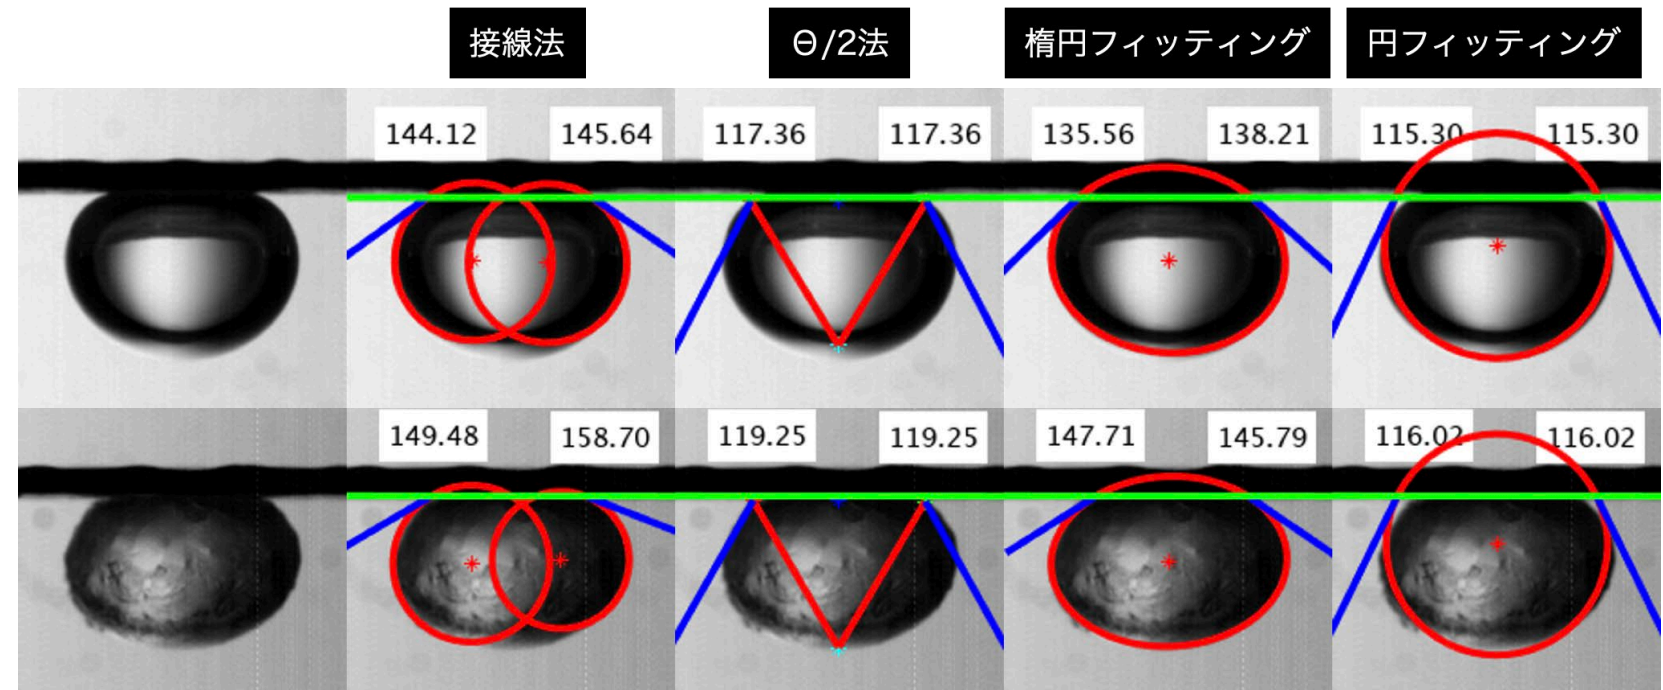 接線法
Θ/2法
楕円フィッティング
円フィッティング
144.12 145.64 117.36 117.36 135.56 138.21 115.30 115.30
149.48 158.70 119.25 119.25 147.71 145.79 116.02 116.02